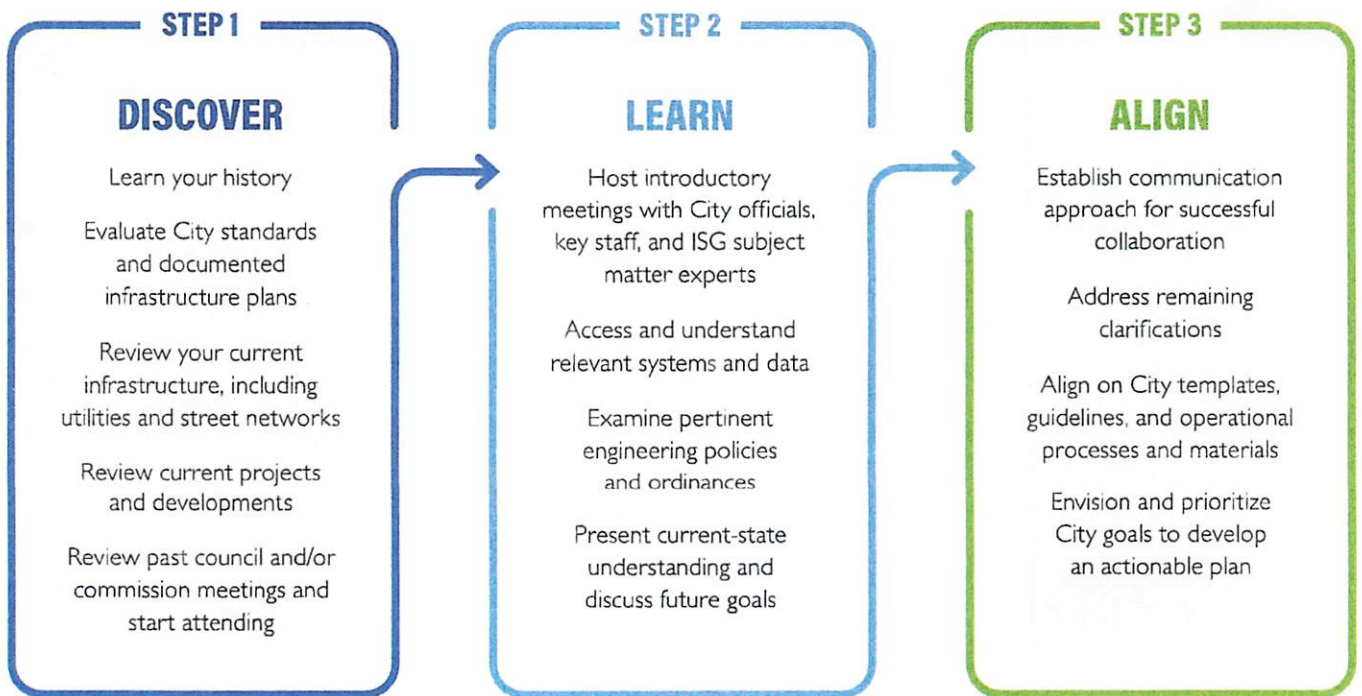 STEP 1
DISCOVER
Learn your history
Evaluate City standards
and documented
infrastructure plans
Review your current
infrastructure, including
utilities and street networks
Review current projects
and developments
Review past council and/or
commission meetings and
start attending
STEP 2
LEARN
Host introductory
meetings with City officials,
key staff, and ISG subject
matter experts
Access and understand
relevant systems and data
Examine pertinent
engineering policies
and ordinances
Present current-state
understanding and
discuss future goals
STEP 3
ALIGN
Establish communication
approach for successful
collaboration
Address remaining
clarifications
Align on City templates,
guidelines, and operational
processes and materials
Envision and prioritize
City goals to develop
an actionable plan